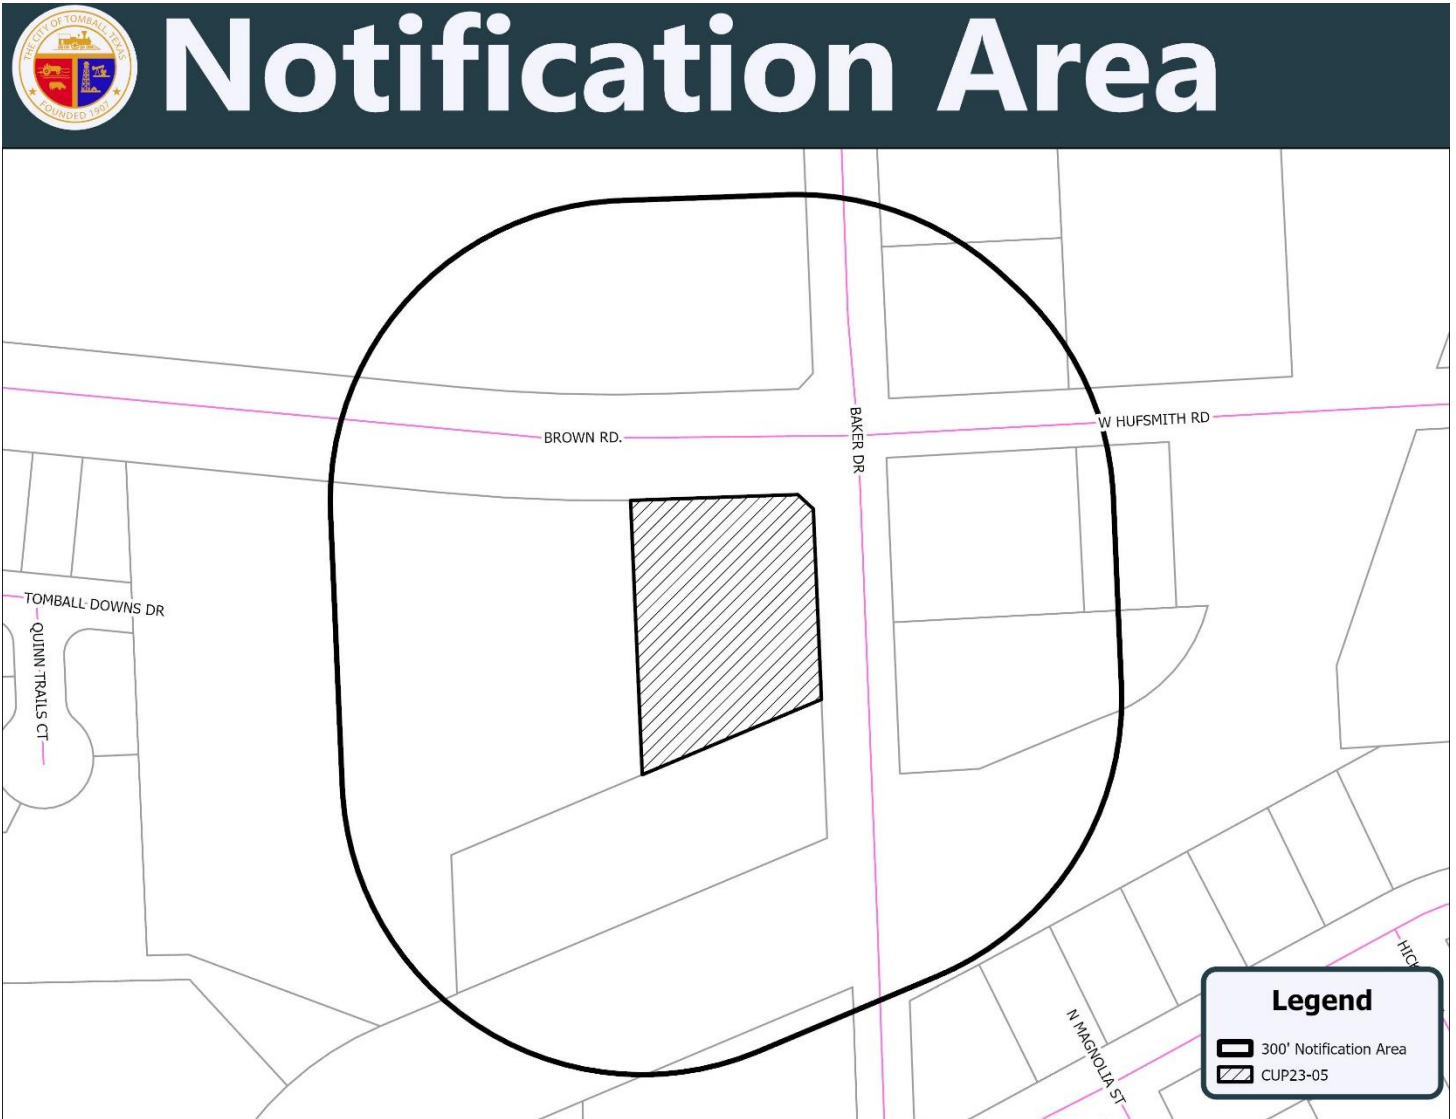 THE CITY OF TOMBALL, TEXAS
FOUNDED 1907
Notification Area
BROWN RD.
BAKER DR
W HUFSMITH RD
TOMBALL DOWNS DR
QUINN TRAILS CT
HICK
N MAGNOLIA ST
Legend
300' Notification Area
CUP23-05